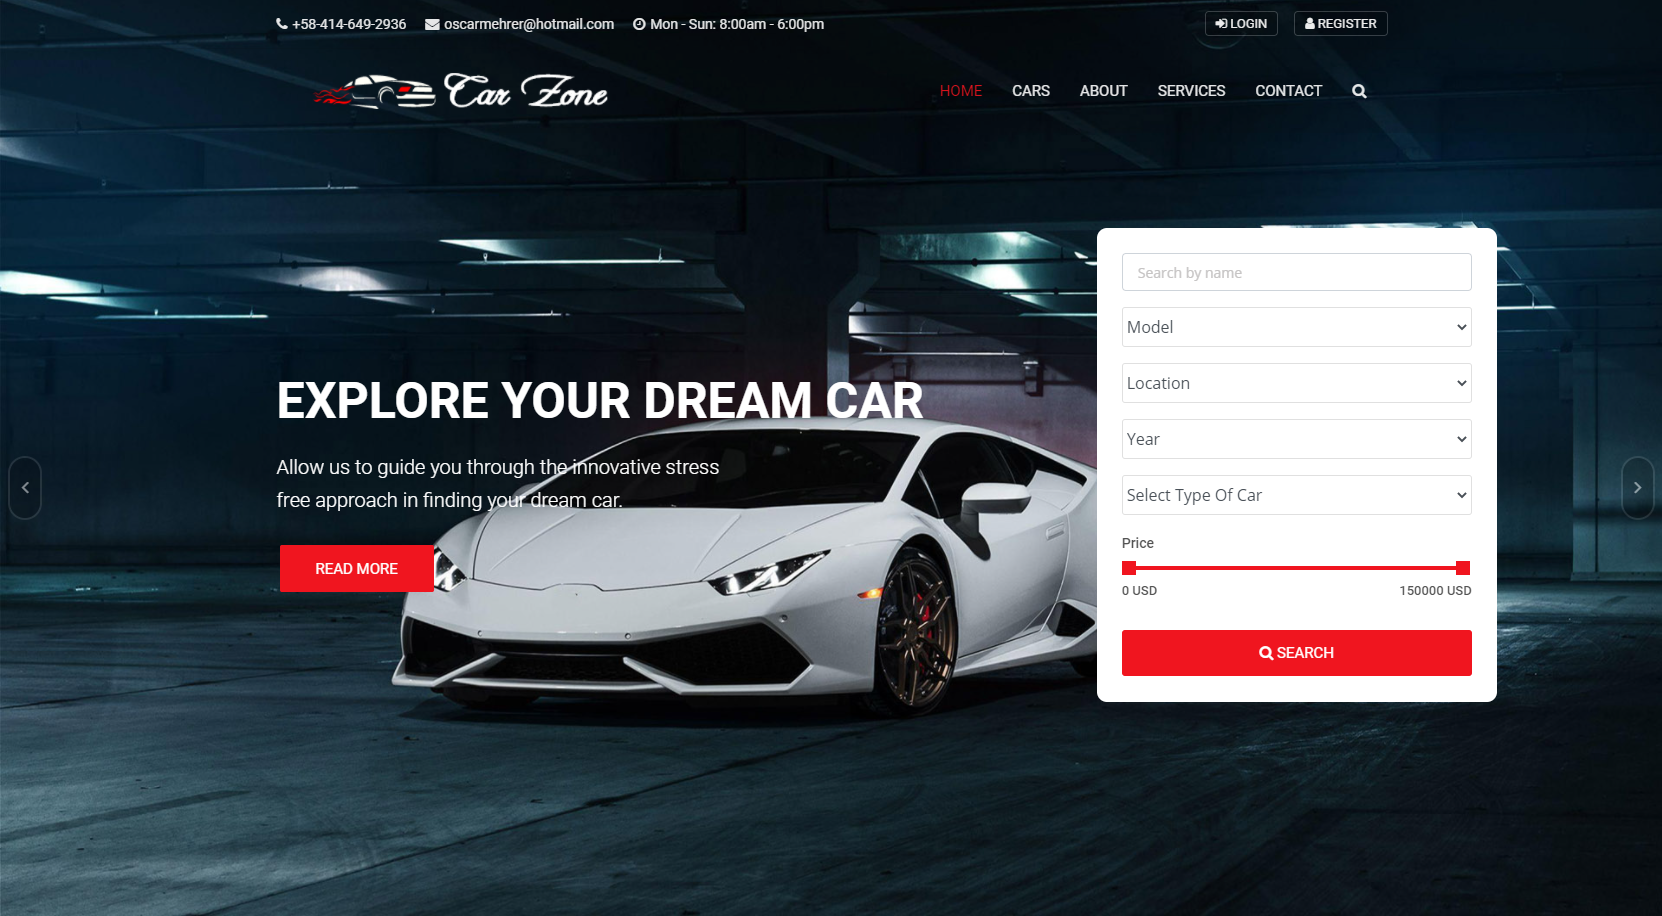 +58-414-649-2936 oscarmehrer@hotmail.com Mon - Sun: 8:00am - 6:00pm LOGIN REGISTER
Car Zone HOME CARS ABOUT SERVICES CONTACT
EXPLORE YOUR DREAM CAR
Allow us to guide you through the innovative stress
free approach in finding your dream car.
READ MORE
Search by name
Model
Location
Year
Select Type Of Car
Price
0 USD 150000 USD
SEARCH